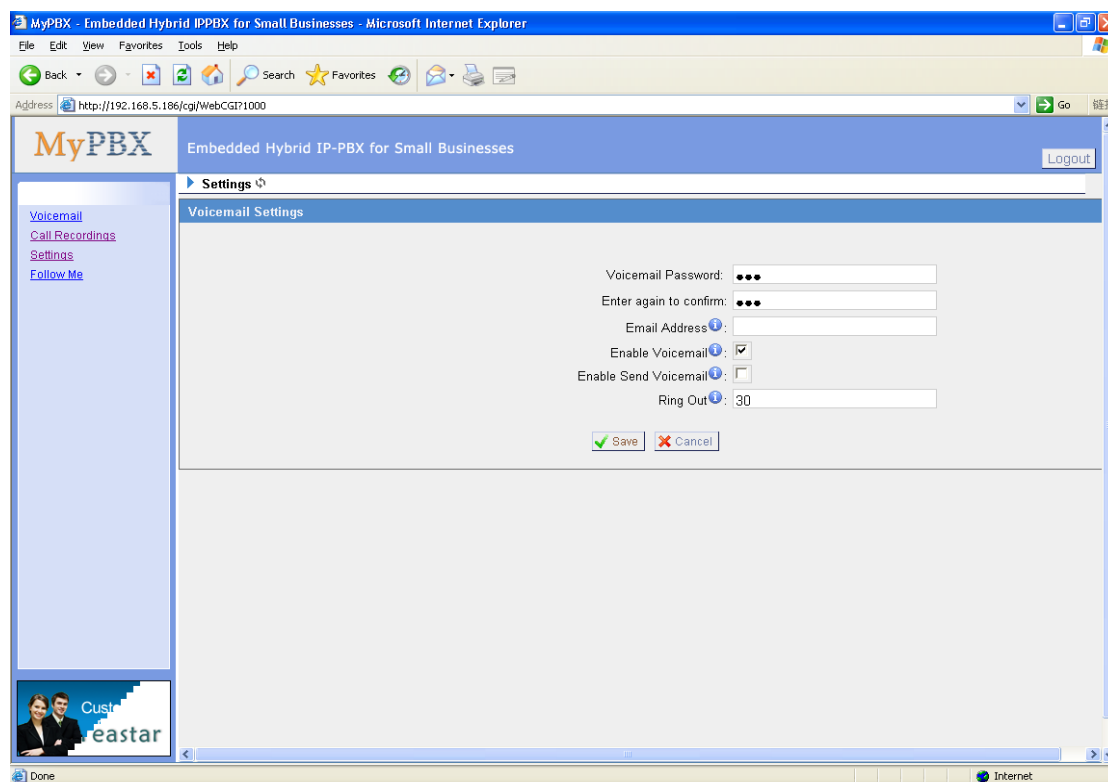 MyPBX - Embedded Hybrid IPPBX for Small Businesses - Microsoft Internet Explorer
File Edit View Favorites Tools Help
Back Search Favorites
Address http://192.168.5.186/cgi/WebCGI?1000 Go
MyPBX
Embedded Hybrid IP-PBX for Small Businesses
Logout
Settings
Voicemail Settings
Voicemail
Call Recordings
Settings
Follow Me
Voicemail Password:
Enter again to confirm:
Email Address:
Enable Voicemail:
Enable Send Voicemail:
Ring Out: 30
Save Cancel
eastar
Done Internet